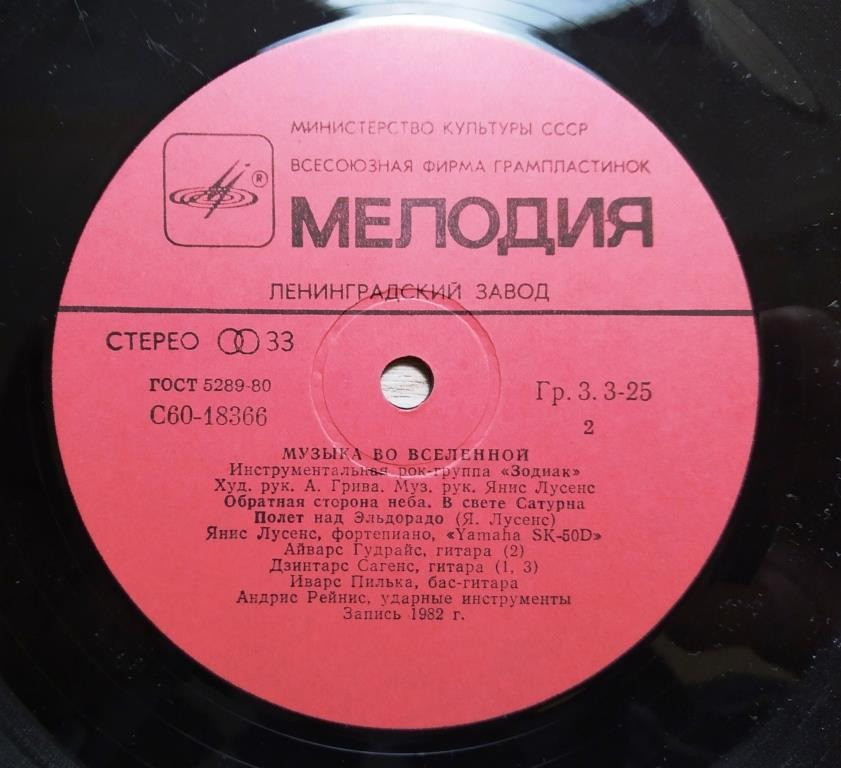 МИНИСТЕРСТВО КУЛЬТУРЫ СССР
ВСЕСОЮЗНАЯ ФИРМА ГРАМПЛАСТИНОК
®
МЕЛОДИЯ
ЛЕНИНГРАДСКИЙ ЗАВОД
СТЕРЕО 33
ГОСТ 5289-80
С60-18366
Гр. 3. 3-25
2
МУЗЫКА ВО ВСЕЛЕННОЙ
Инструментальная рок-группа «Зодиак»
Худ. рук. А. Грива. Муз. рук. Янис Лусенс
Обратная сторона неба. В свете Сатурна
Полет над Эльдорадо (Я. Лусенс)
Янис Лусенс, фортепиано, «Yamaha SK-50D»
Айварс Гудрайс, гитара (2)
Дзинтарс Сагенс, гитара (1, 3)
Иварс Пилька, бас-гитара
Андрис Рейнис, ударные инструменты
Запись 1982 г.